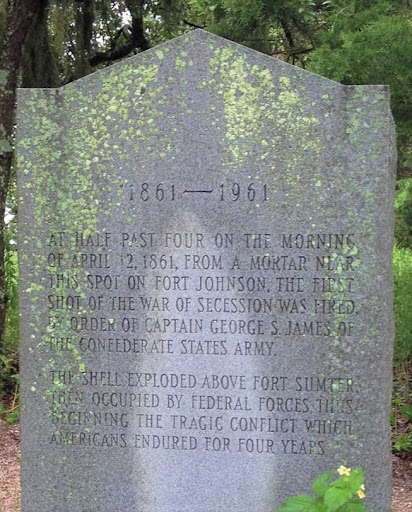 1861—1961
AT HALF PAST FOUR ON THE MORNING
OF APRIL 12, 1861, FROM A MORTAR NEAR
THIS SPOT ON FORT JOHNSON, THE FIRST
SHOT OF THE WAR OF SECESSION WAS FIRED,
BY ORDER OF CAPTAIN GEORGE S. JAMES OF
THE CONFEDERATE STATES ARMY.
THE SHELL EXPLODED ABOVE FORT SUMTER,
THEN OCCUPIED BY FEDERAL FORCES, THUS
BEGINNING THE TRAGIC CONFLICT WHICH
AMERICANS ENDURED FOR FOUR YEARS